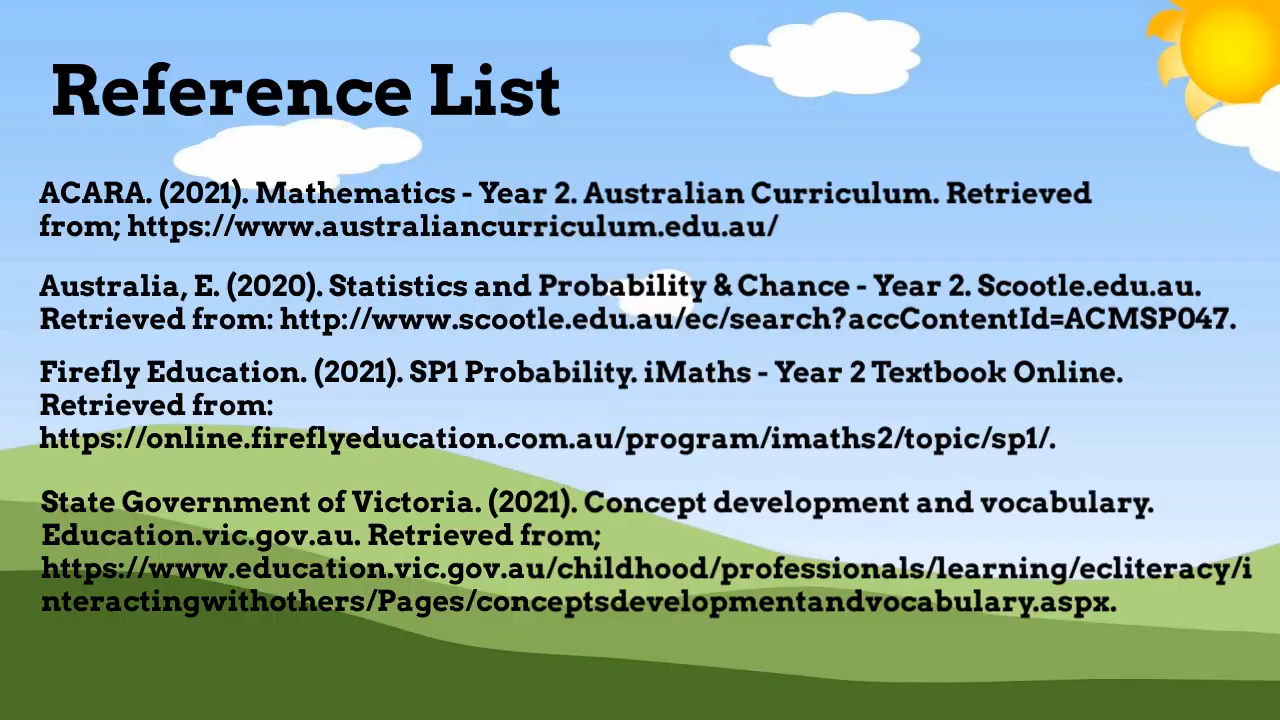 Reference List
ACARA. (2021). Mathematics - Year 2. Australian Curriculum. Retrieved
from; https://www.australiancurriculum.edu.au/
Australia, E. (2020). Statistics and Probability & Chance - Year 2. Scootle.edu.au.
Retrieved from: http://www.scootle.edu.au/ec/search?accContentId=ACMSP047.
Firefly Education. (2021). SP1 Probability. iMaths - Year 2 Textbook Online.
Retrieved from:
https://online.fireflyeducation.com.au/program/imaths2/topic/sp1/.
State Government of Victoria. (2021). Concept development and vocabulary.
Education.vic.gov.au. Retrieved from;
https://www.education.vic.gov.au/childhood/professionals/learning/ecliteracy/i
nteractingwithothers/Pages/conceptsdevelopmentandvocabulary.aspx.